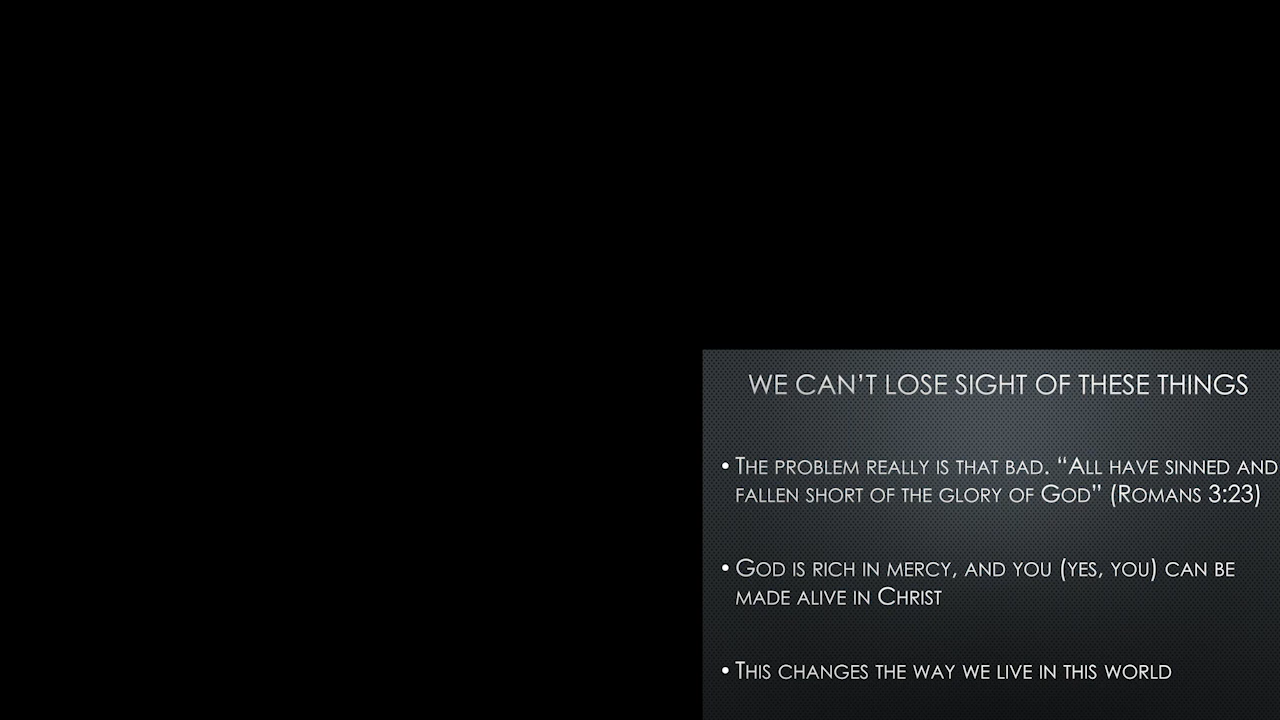 WE CAN’T LOSE SIGHT OF THESE THINGS
• THE PROBLEM REALLY IS THAT BAD. “ALL HAVE SINNED AND
FALLEN SHORT OF THE GLORY OF GOD” (ROMANS 3:23)
• GOD IS RICH IN MERCY, AND YOU (YES, YOU) CAN BE
MADE ALIVE IN CHRIST
• THIS CHANGES THE WAY WE LIVE IN THIS WORLD